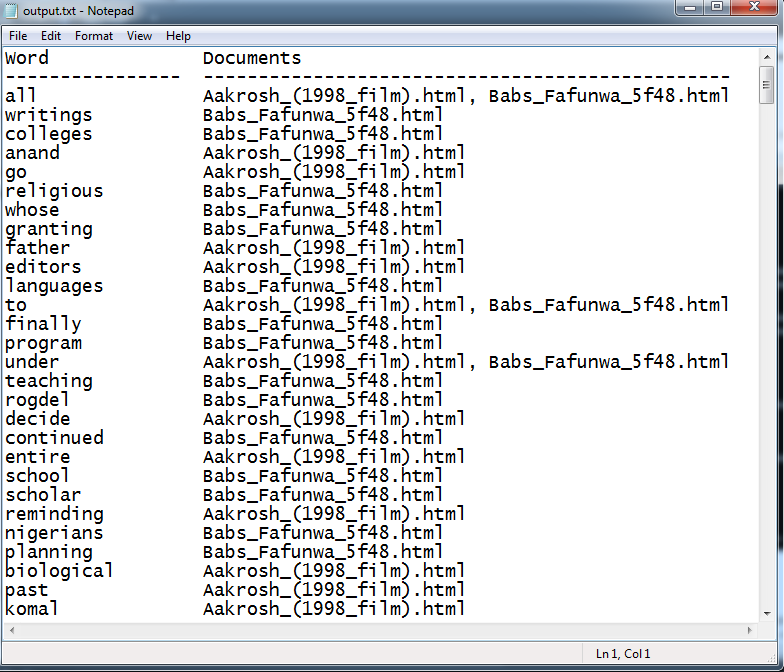 output.txt - Notepad
File Edit Format View Help
Word Documents
---------------- -------------------------------------------------
all Aakrosh_(1998_film).html, Babs_Fafunwa_5f48.html
writings Babs_Fafunwa_5f48.html
colleges Babs_Fafunwa_5f48.html
anand Aakrosh_(1998_film).html
go Aakrosh_(1998_film).html
religious Babs_Fafunwa_5f48.html
whose Babs_Fafunwa_5f48.html
granting Babs_Fafunwa_5f48.html
father Aakrosh_(1998_film).html
editors Aakrosh_(1998_film).html
languages Babs_Fafunwa_5f48.html
to Aakrosh_(1998_film).html, Babs_Fafunwa_5f48.html
finally Babs_Fafunwa_5f48.html
program Babs_Fafunwa_5f48.html
under Aakrosh_(1998_film).html, Babs_Fafunwa_5f48.html
teaching Babs_Fafunwa_5f48.html
rogdel Babs_Fafunwa_5f48.html
decide Aakrosh_(1998_film).html
continued Babs_Fafunwa_5f48.html
entire Aakrosh_(1998_film).html
school Babs_Fafunwa_5f48.html
scholar Babs_Fafunwa_5f48.html
reminding Aakrosh_(1998_film).html
nigerians Babs_Fafunwa_5f48.html
planning Babs_Fafunwa_5f48.html
biological Aakrosh_(1998_film).html
past Aakrosh_(1998_film).html
komal Aakrosh_(1998_film).html
Ln 1, Col 1